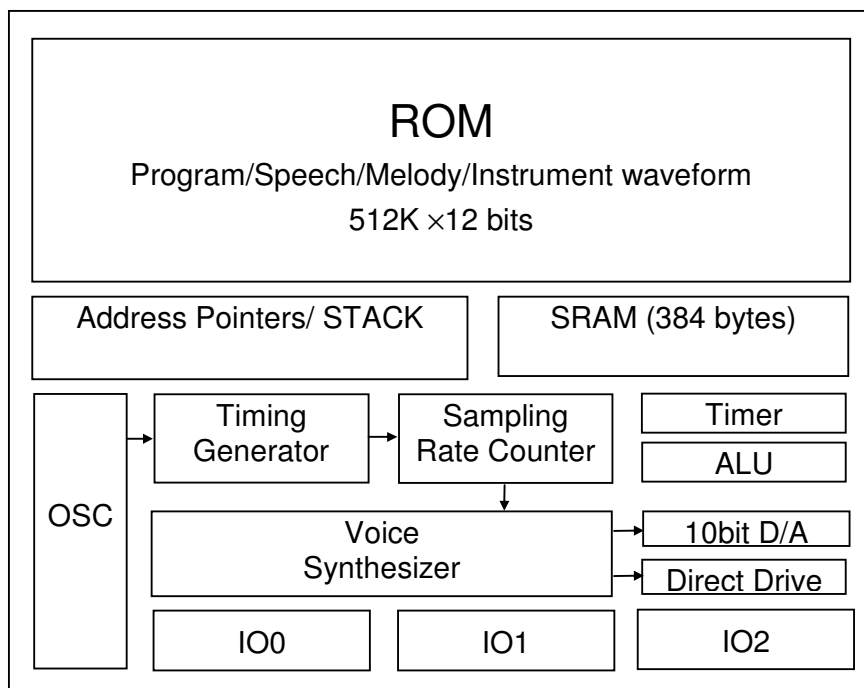 ROM
Program/Speech/Melody/Instrument waveform
512K ×12 bits
Address Pointers/ STACK
SRAM (384 bytes)
OSC
Timing
Generator
Sampling
Rate Counter
Timer
ALU
Voice
Synthesizer
10bit D/A
Direct Drive
IO0
IO1
IO2